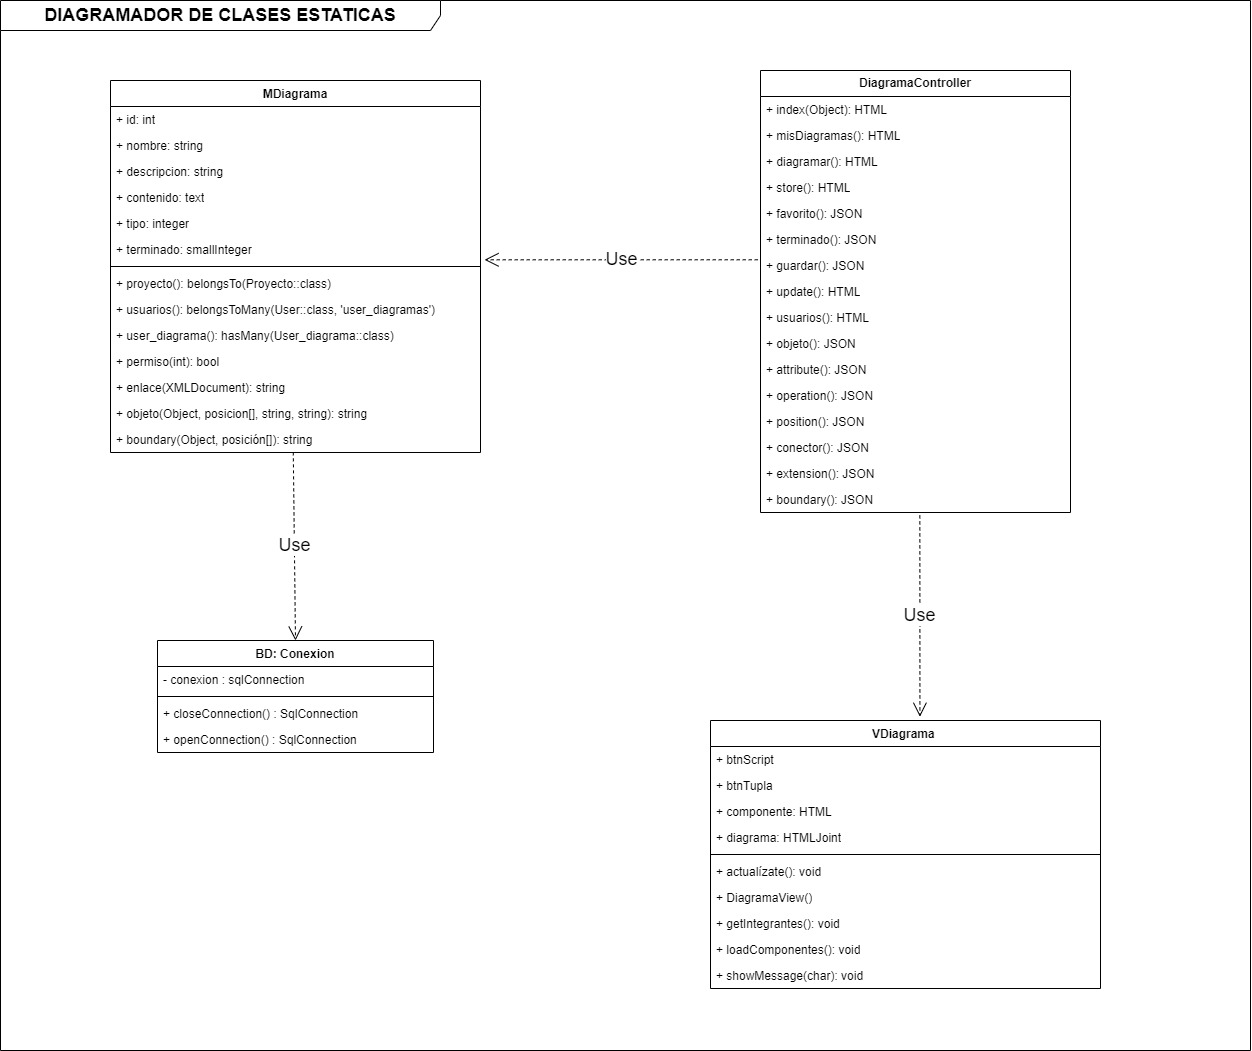 DIAGRAMADOR DE CLASES ESTATICAS
MDiagrama
+ id: int
+ nombre: string
+ descripcion: string
+ contenido: text
+ tipo: integer
+ terminado: smallInteger
+ proyecto(): belongsTo(Proyecto::class)
+ usuarios(): belongsToMany(User::class, 'user_diagramas')
+ user_diagrama(): hasMany(User_diagrama::class)
+ permiso(int): bool
+ enlace(XMLDocument): string
+ objeto(Object, posicion[], string, string): string
+ boundary(Object, posición[]): string
Use
DiagramaController
+ index(Object): HTML
+ misDiagramas(): HTML
+ diagramar(): HTML
+ store(): HTML
+ favorito(): JSON
+ terminado(): JSON
+ guardar(): JSON
+ update(): HTML
+ usuarios(): HTML
+ objeto(): JSON
+ attribute(): JSON
+ operation(): JSON
+ position(): JSON
+ conector(): JSON
+ extension(): JSON
+ boundary(): JSON
Use
BD: Conexion
- conexion : sqlConnection
+ closeConnection() : SqlConnection
+ openConnection() : SqlConnection
Use
VDiagrama
+ btnScript
+ btnTupla
+ componente: HTML
+ diagrama: HTMLJoint
+ actualízate(): void
+ DiagramaView()
+ getIntegrantes(): void
+ loadComponentes(): void
+ showMessage(char): void